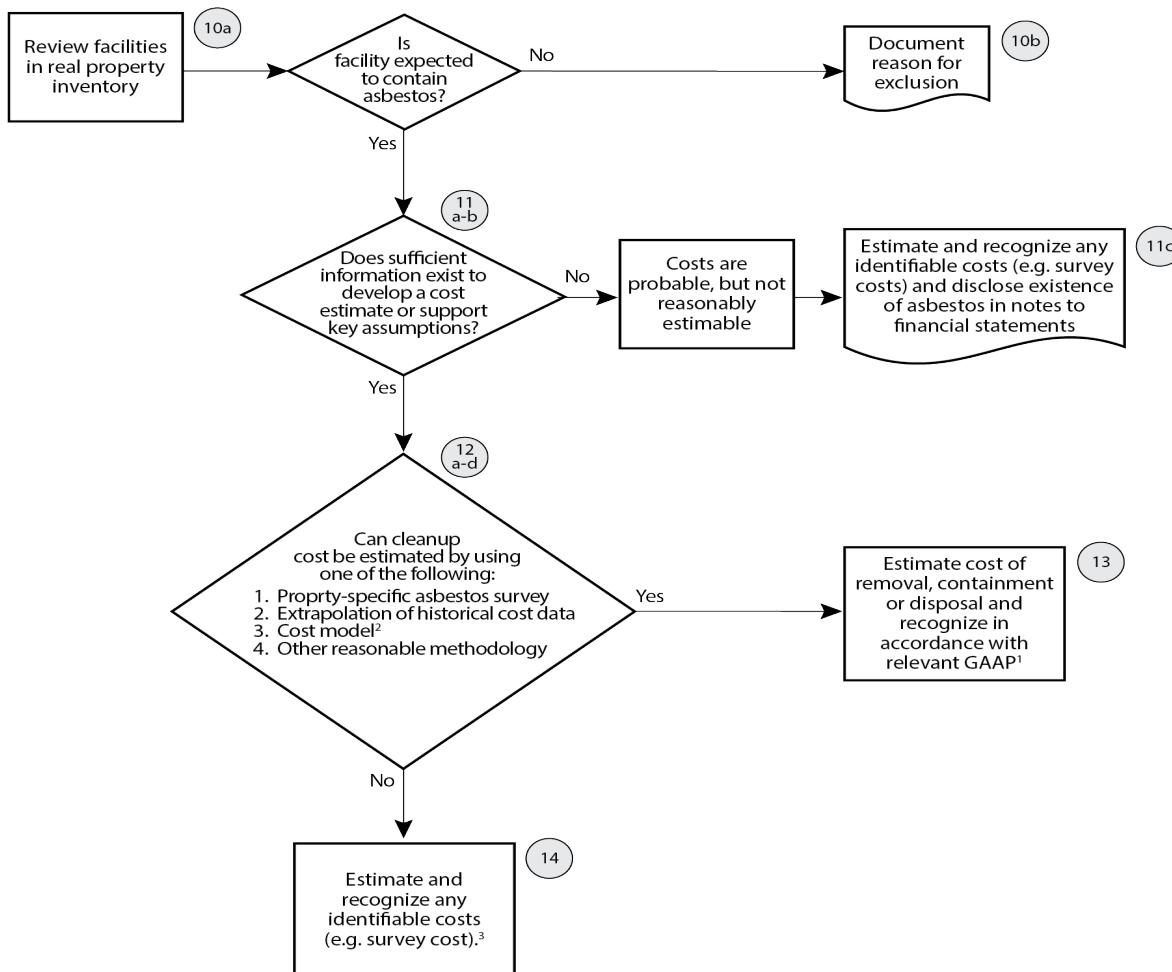 10a
Review facilities
in real property
inventory
Is
facility expected
to contain
asbestos?
No
10b
Document
reason for
exclusion
Yes
11
a-b
Does sufficient
information exist to
develop a cost
estimate or support
key assumptions?
No
Costs are
probable, but not
reasonably
estimable
11c
Estimate and recognize any
identifiable costs (e.g. survey
costs) and disclose existence
of asbestos in notes to
financial statements
Yes
12
a-d
Can cleanup
cost be estimated by using
one of the following:
1. Proprty-specific asbestos survey
2. Extrapolation of historical cost data
3. Cost model²
4. Other reasonable methodology
Yes
13
Estimate cost of
removal, containment
or disposal and
recognize in
accordance with
relevant GAAP¹
No
14
Estimate and
recognize any
identifiable costs
(e.g. survey cost).³